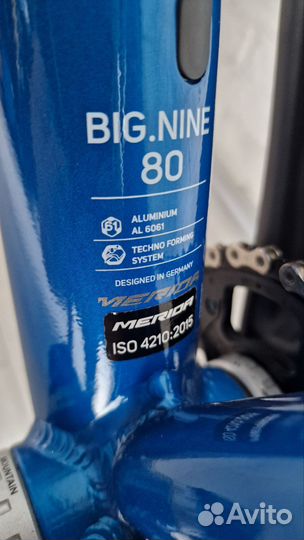 BIG.NINE
80
61
ALUMINIUM
AL 6061
TECHNO FORMING
SYSTEM
DESIGNED IN GERMANY
MERIDA
MERIDA
ISO 4210:2015
MOUNTAIN
Avito